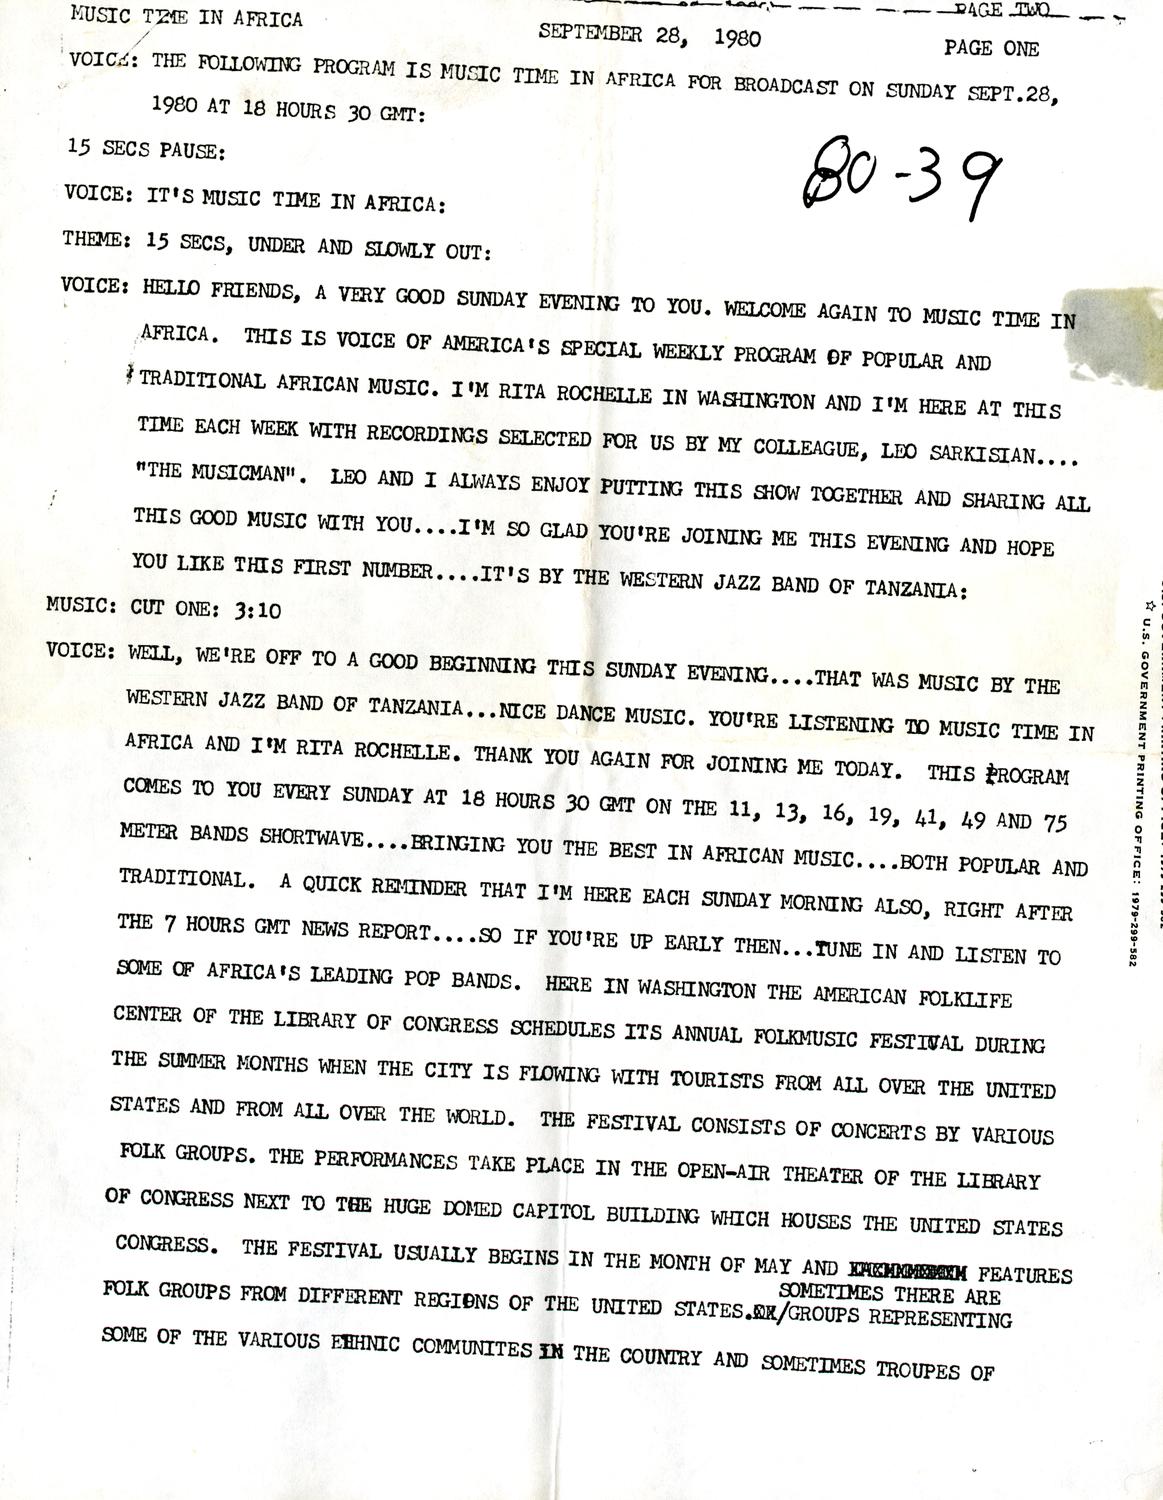 PAGE TWO
MUSIC TIME IN AFRICA SEPTEMBER 28, 1980 PAGE ONE
VOICE: THE FOLLOWING PROGRAM IS MUSIC TIME IN AFRICA FOR BROADCAST ON SUNDAY SEPT.28,
1980 AT 18 HOURS 30 GMT:
80-39
15 SECS PAUSE:
VOICE: IT'S MUSIC TIME IN AFRICA:
THEME: 15 SECS, UNDER AND SLOWLY OUT:
VOICE: HELLO FRIENDS, A VERY GOOD SUNDAY EVENING TO YOU. WELCOME AGAIN TO MUSIC TIME IN
AFRICA. THIS IS VOICE OF AMERICA'S SPECIAL WEEKLY PROGRAM OF POPULAR AND
TRADITIONAL AFRICAN MUSIC. I'M RITA ROCHELLE IN WASHINGTON AND I'M HERE AT THIS
TIME EACH WEEK WITH RECORDINGS SELECTED FOR US BY MY COLLEAGUE, LEO SARKISIAN....
"THE MUSICMAN". LEO AND I ALWAYS ENJOY PUTTING THIS SHOW TOGETHER AND SHARING ALL
THIS GOOD MUSIC WITH YOU....I'M SO GLAD YOU'RE JOINING ME THIS EVENING AND HOPE
YOU LIKE THIS FIRST NUMBER....IT'S BY THE WESTERN JAZZ BAND OF TANZANIA:
MUSIC: CUT ONE: 3:10
VOICE: WELL, WE'RE OFF TO A GOOD BEGINNING THIS SUNDAY EVENING....THAT WAS MUSIC BY THE
WESTERN JAZZ BAND OF TANZANIA...NICE DANCE MUSIC. YOU'RE LISTENING TO MUSIC TIME IN
AFRICA AND I'M RITA ROCHELLE. THANK YOU AGAIN FOR JOINING ME TODAY. THIS PROGRAM
COMES TO YOU EVERY SUNDAY AT 18 HOURS 30 GMT ON THE 11, 13, 16, 19, 41, 49 AND 75
METER BANDS SHORTWAVE....BRINGING YOU THE BEST IN AFRICAN MUSIC....BOTH POPULAR AND
TRADITIONAL. A QUICK REMINDER THAT I'M HERE EACH SUNDAY MORNING ALSO, RIGHT AFTER
THE 7 HOURS GMT NEWS REPORT....SO IF YOU'RE UP EARLY THEN...TUNE IN AND LISTEN TO
SOME OF AFRICA'S LEADING POP BANDS. HERE IN WASHINGTON THE AMERICAN FOLKLIFE
CENTER OF THE LIBRARY OF CONGRESS SCHEDULES ITS ANNUAL FOLKMUSIC FESTIVAL DURING
THE SUMMER MONTHS WHEN THE CITY IS FLOWING WITH TOURISTS FROM ALL OVER THE UNITED
STATES AND FROM ALL OVER THE WORLD. THE FESTIVAL CONSISTS OF CONCERTS BY VARIOUS
FOLK GROUPS. THE PERFORMANCES TAKE PLACE IN THE OPEN-AIR THEATER OF THE LIBRARY
OF CONGRESS NEXT TO THE HUGE DOMED CAPITOL BUILDING WHICH HOUSES THE UNITED STATES
CONGRESS. THE FESTIVAL USUALLY BEGINS IN THE MONTH OF MAY AND FEATURES
SOMETIMES THERE ARE
FOLK GROUPS FROM DIFFERENT REGIONS OF THE UNITED STATES./GROUPS REPRESENTING
SOME OF THE VARIOUS ETHNIC COMMUNITES IN THE COUNTRY AND SOMETIMES TROUPES OF
☆ U.S. GOVERNMENT PRINTING OFFICE: 1979-299-582